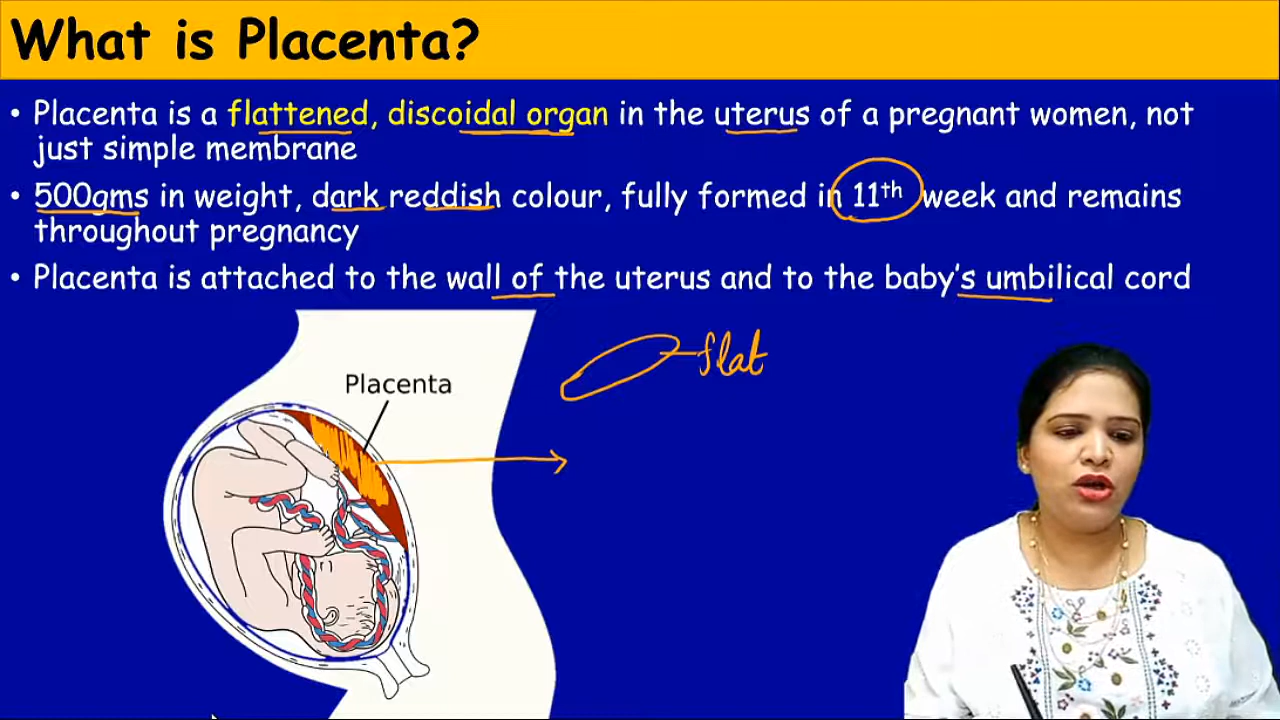 What is Placenta?
• Placenta is a flattened, discoidal organ in the uterus of a pregnant women, not
just simple membrane
• 500gms in weight, dark reddish colour, fully formed in 11th week and remains
throughout pregnancy
• Placenta is attached to the wall of the uterus and to the baby's umbilical cord
flat
Placenta